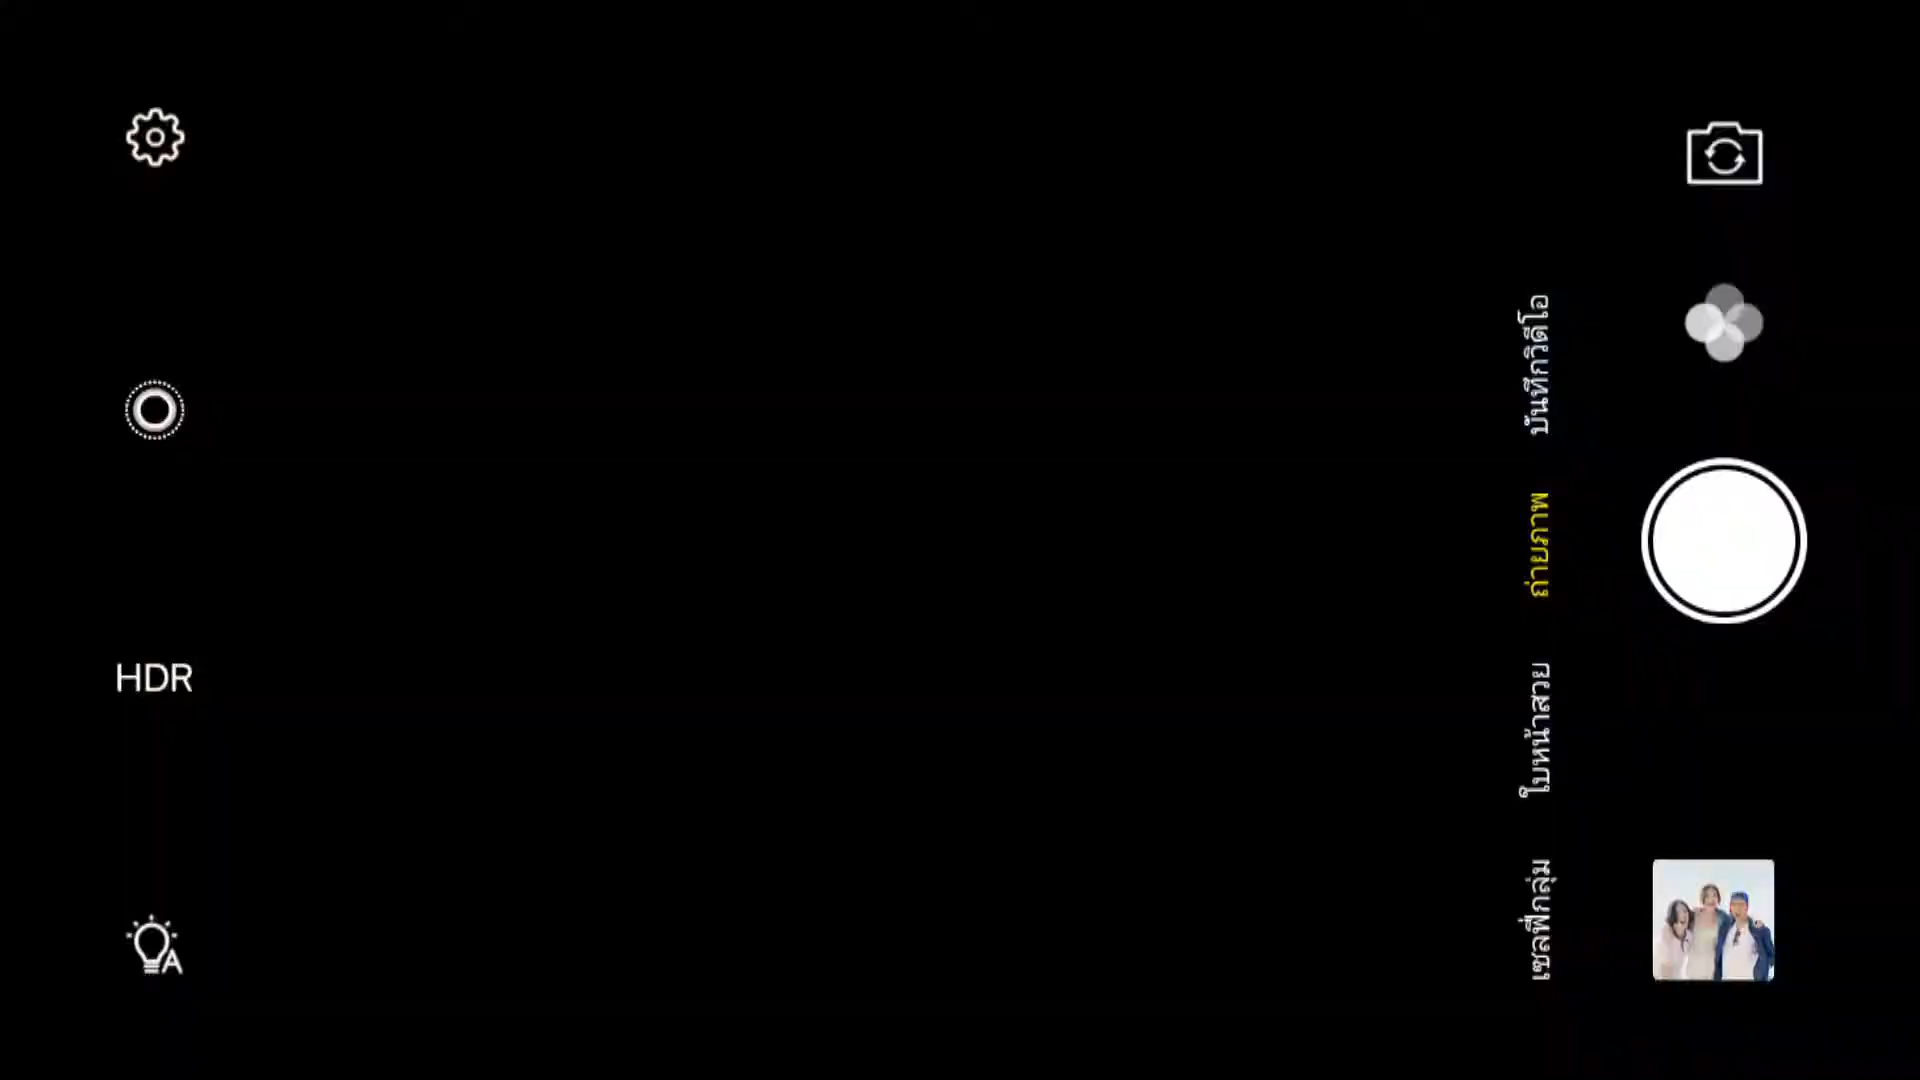 HDR
บันทึกวิดีโอ
ถ่ายภาพ
ใบหน้าสวย
เซลฟี่กลุ่ม
A